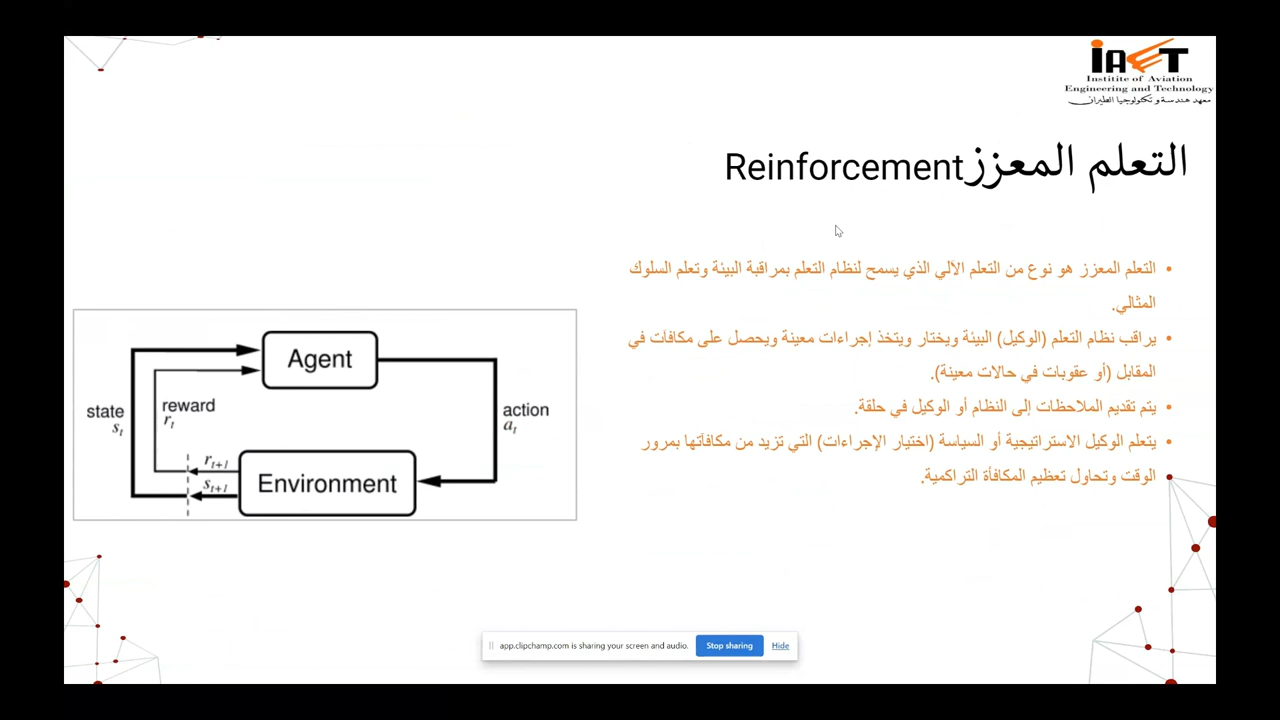 IAET
Institite of Aviation
Engineering and Technology
معهد هندسة و تكنولوجيا الطيران
التعلم المعزز Reinforcement
• التعلم المعزز هو نوع من التعلم الآلي الذي يسمح لنظام التعلم بمراقبة البيئة وتعلم السلوك
المثالي.
• يراقب نظام التعلم (الوكيل) البيئة ويختار ويتخذ إجراءات معينة ويحصل على مكافآت في
المقابل (أو عقوبات في حالات معينة).
• يتم تقديم الملاحظات إلى النظام أو الوكيل في حلقة.
• يتعلم الوكيل الاستراتيجية أو السياسة (اختيار الإجراءات) التي تزيد من مكافآتها بمرور
الوقت وتحاول تعظيم المكافأة التراكمية.
Agent
state
s_t
reward
r_t
action
a_t
r_{t+1}
s_{t+1}
Environment
app.clipchamp.com is sharing your screen and audio. Stop sharing Hide